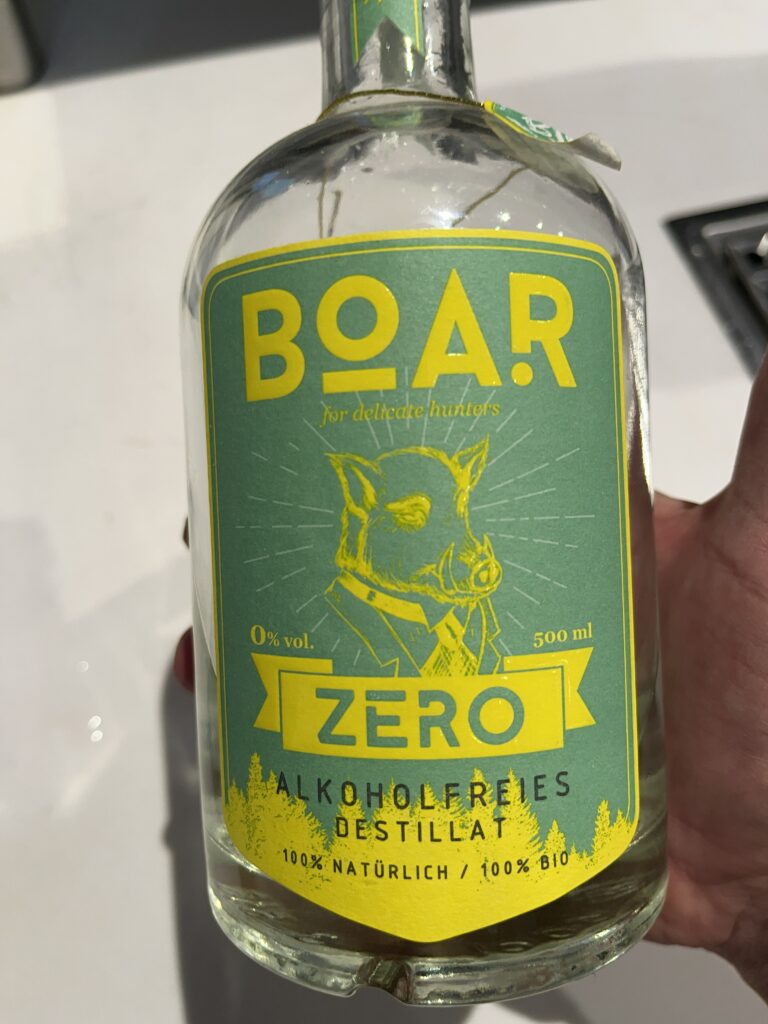 BOAR
for delicate hunters
0% vol.
500 ml
ZERO
ALKOHOLFREIES
DESTILLAT
100% NATÜRLICH / 100% BIO